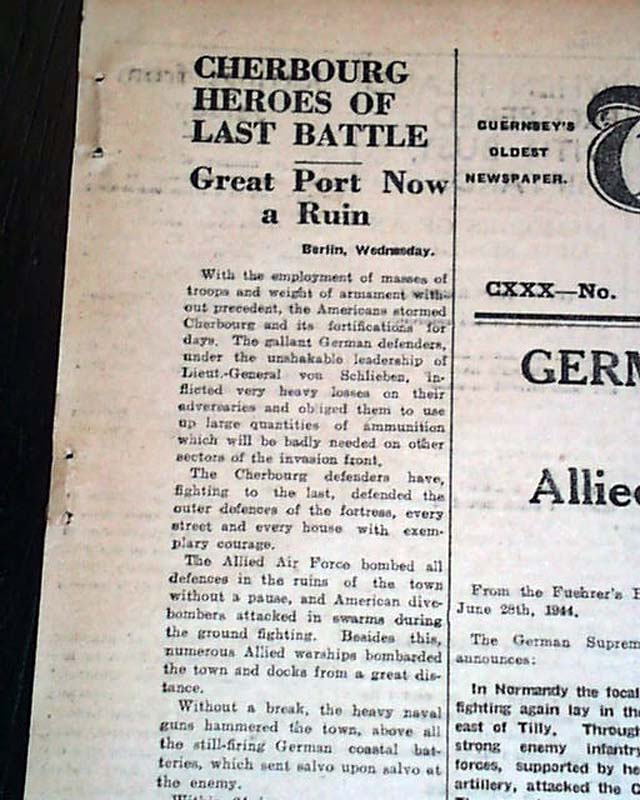 CHERBOURG
HEROES OF
LAST BATTLE
Great Port Now
a Ruin
Berlin, Wednesday.
With the employment of masses of
troops and weight of armament with-
out precedent, the Americans stormed
Cherbourg and its fortifications for
days. The gallant German defenders,
under the unshakable leadership of
Lieut.-General von Schlieben, in-
flicted very heavy losses on their
adversaries and obliged them to use
up large quantities of ammunition
which will be badly needed on other
sectors of the invasion front.
The Cherbourg defenders have,
fighting to the last, defended the
outer defences of the fortress, every
street and every house with exem-
plary courage.
The Allied Air Force bombed all
defences in the ruins of the town
without a pause, and American dive-
bombers attacked in swarms during
the ground fighting. Besides this,
numerous Allied warships bombarded
the town and docks from a great dis-
tance.
Without a break, the heavy naval
guns hammered the town, above all
the still-firing German coastal bat-
teries, which sent salvo upon salvo at
the enemy.
GUERNSEY'S
OLDEST
NEWSPAPER.
CXXX—No.
GERM
Allied
From the Fuehrer's H
June 28th, 1944.
The German Suprem
announces:
In Normandy the focal
fighting again lay in the
east of Tilly. Through
strong enemy infantry
forces, supported by he
artillery, attacked the G